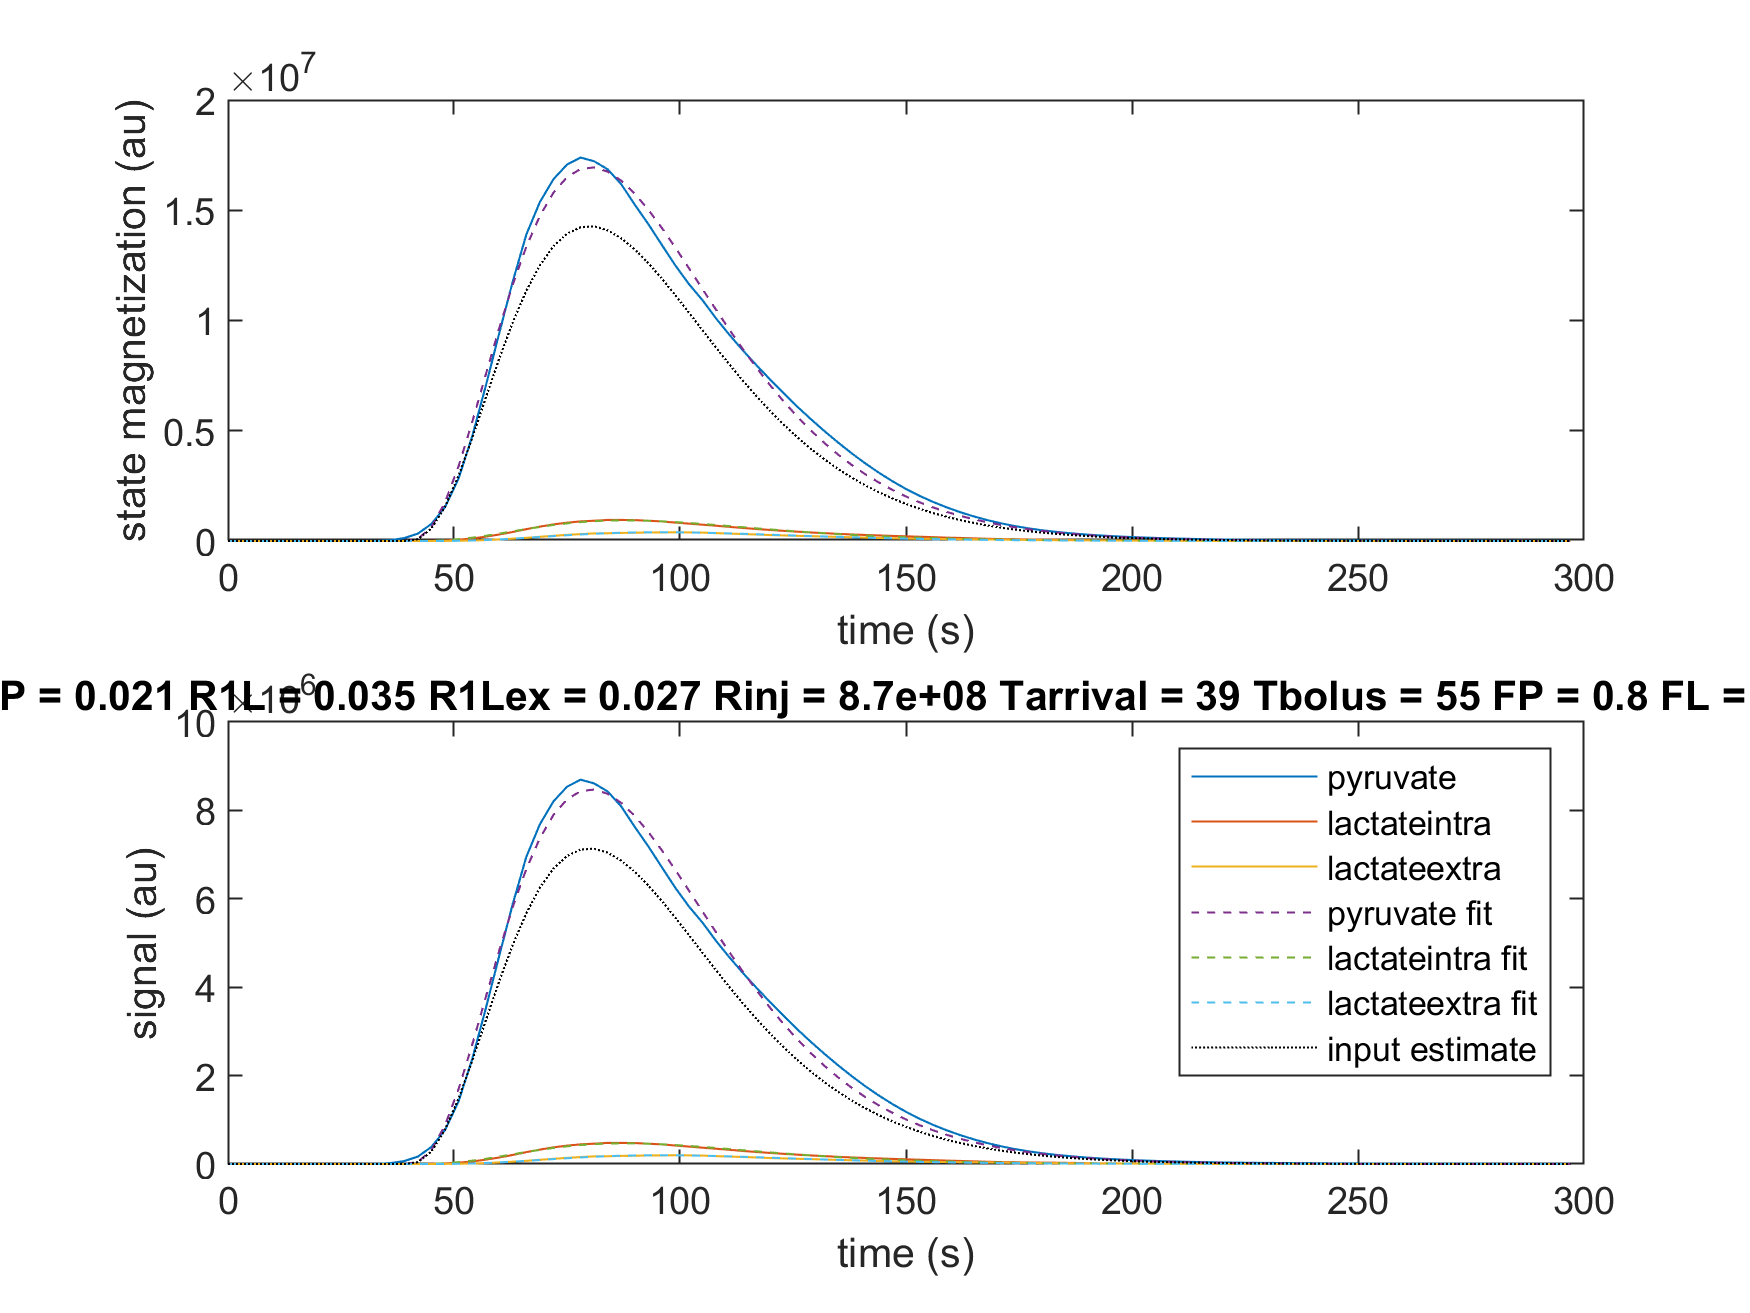 ×10⁷
2
1.5
1
0.5
0
state magnetization (au)
0 50 100 150 200 250 300
time (s)
P = 0.021 R1L = 0.035 R1Lex = 0.027 Rinj = 8.7e+08 Tarrival = 39 Tbolus = 55 FP = 0.8 FL =
×10⁶
10
8
6
4
2
0
signal (au)
pyruvate
lactateintra
lactateextra
pyruvate fit
lactateintra fit
lactateextra fit
input estimate
0 50 100 150 200 250 300
time (s)